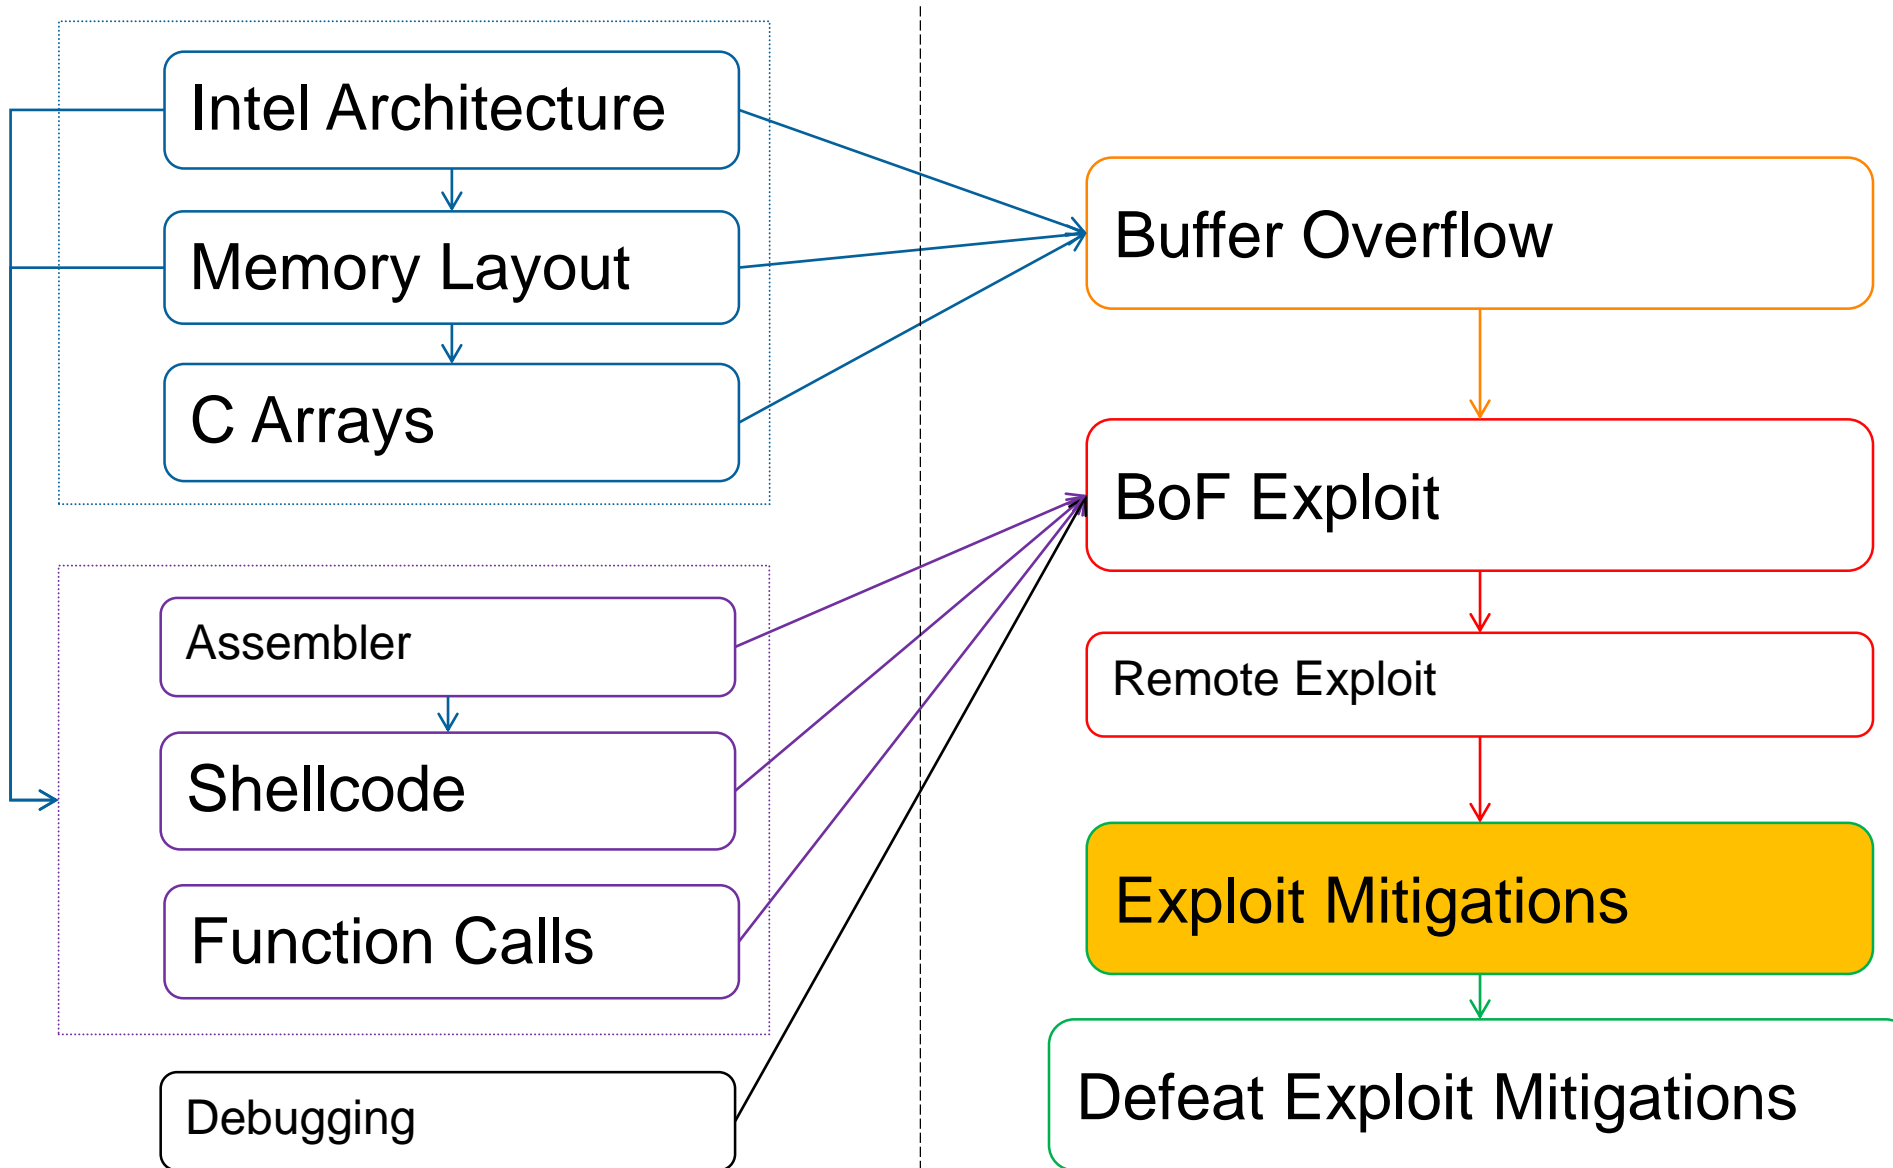 Intel Architecture
Memory Layout
C Arrays
Assembler
Shellcode
Function Calls
Debugging
Buffer Overflow
BoF Exploit
Remote Exploit
Exploit Mitigations
Defeat Exploit Mitigations